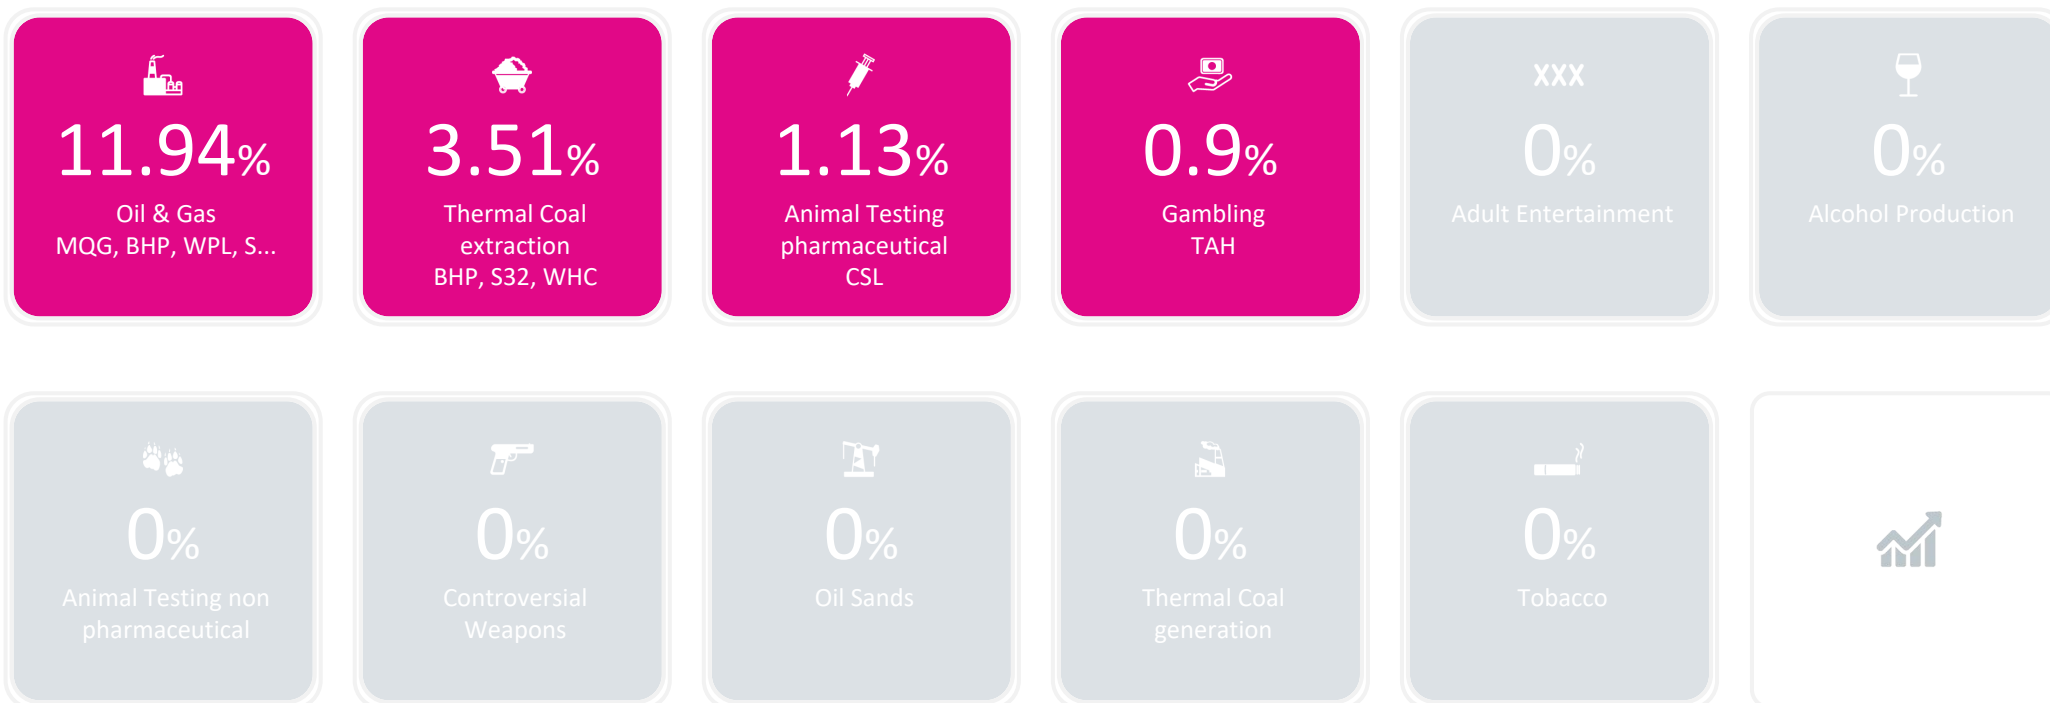 11.94%
Oil & Gas
MQG, BHP, WPL, S...
3.51%
Thermal Coal
extraction
BHP, S32, WHC
1.13%
Animal Testing
pharmaceutical
CSL
0.9%
Gambling
TAH
XXX
0%
Adult Entertainment
0%
Alcohol Production
0%
Animal Testing non
pharmaceutical
0%
Controversial
Weapons
0%
Oil Sands
0%
Thermal Coal
generation
0%
Tobacco